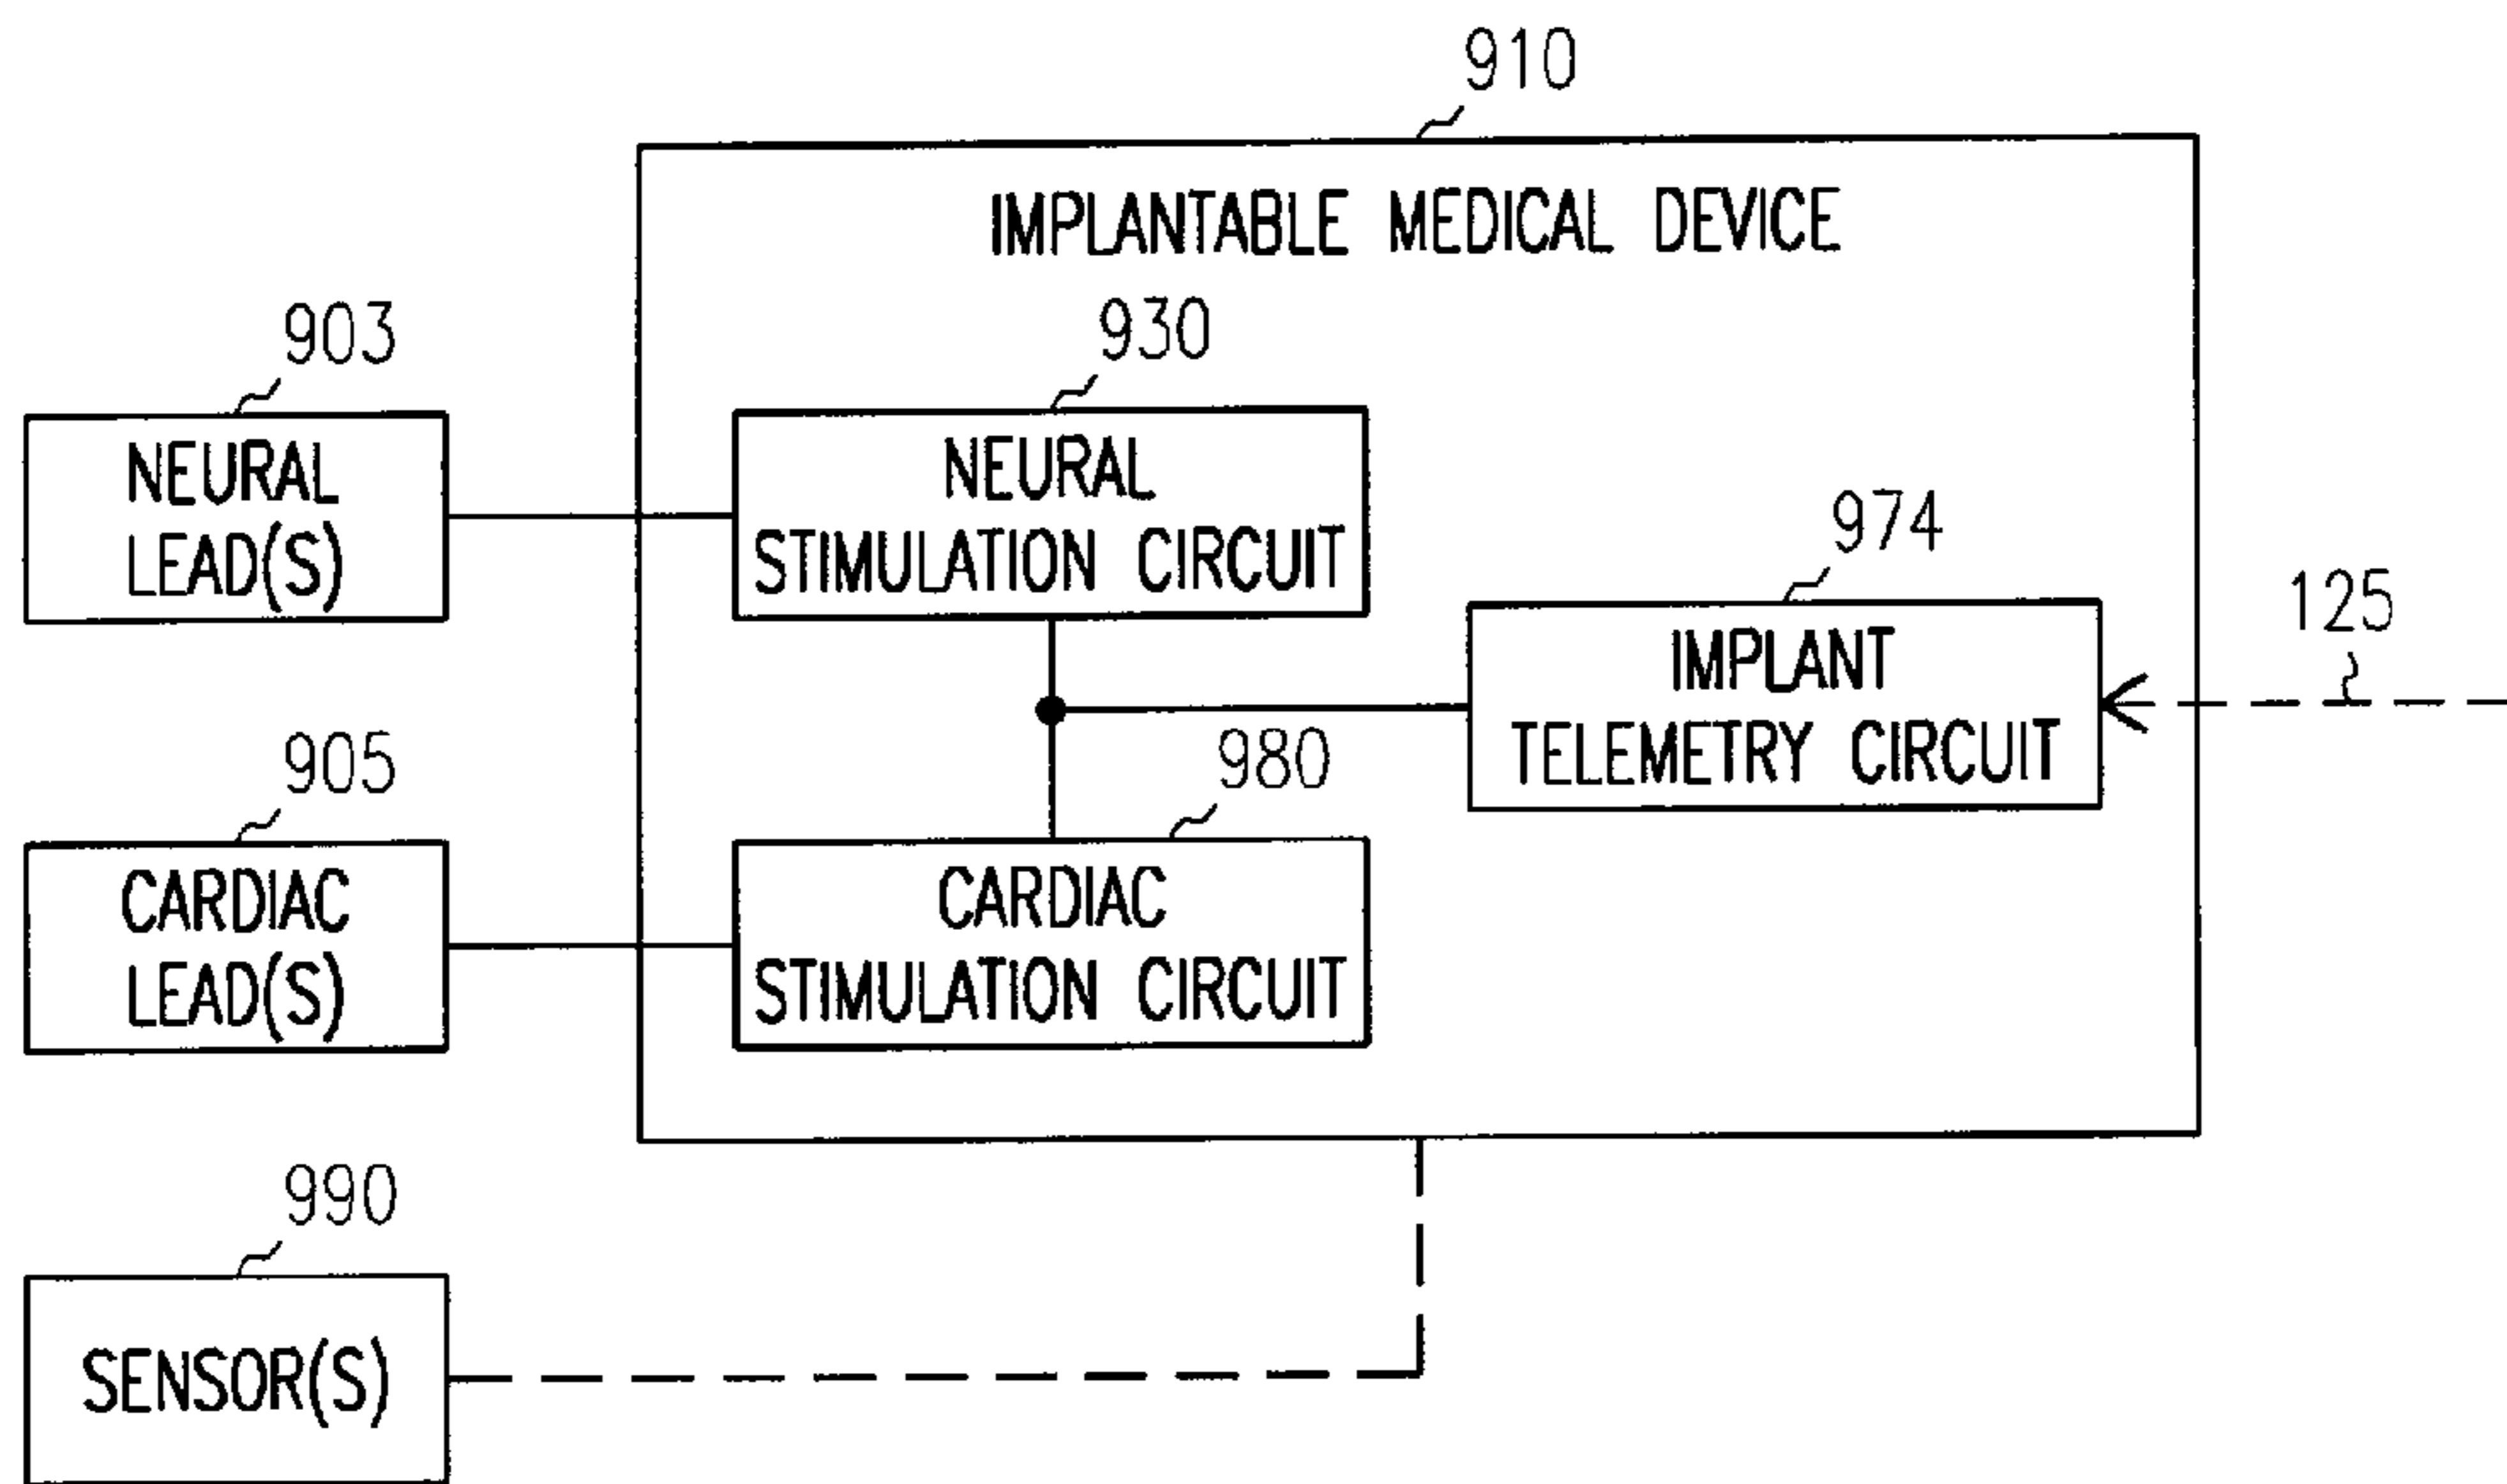 910
IMPLANTABLE MEDICAL DEVICE
903
930
NEURAL
LEAD(S)
NEURAL
STIMULATION CIRCUIT
974
125
IMPLANT
TELEMETRY CIRCUIT
905
980
CARDIAC
LEAD(S)
CARDIAC
STIMULATION CIRCUIT
990
SENSOR(S)